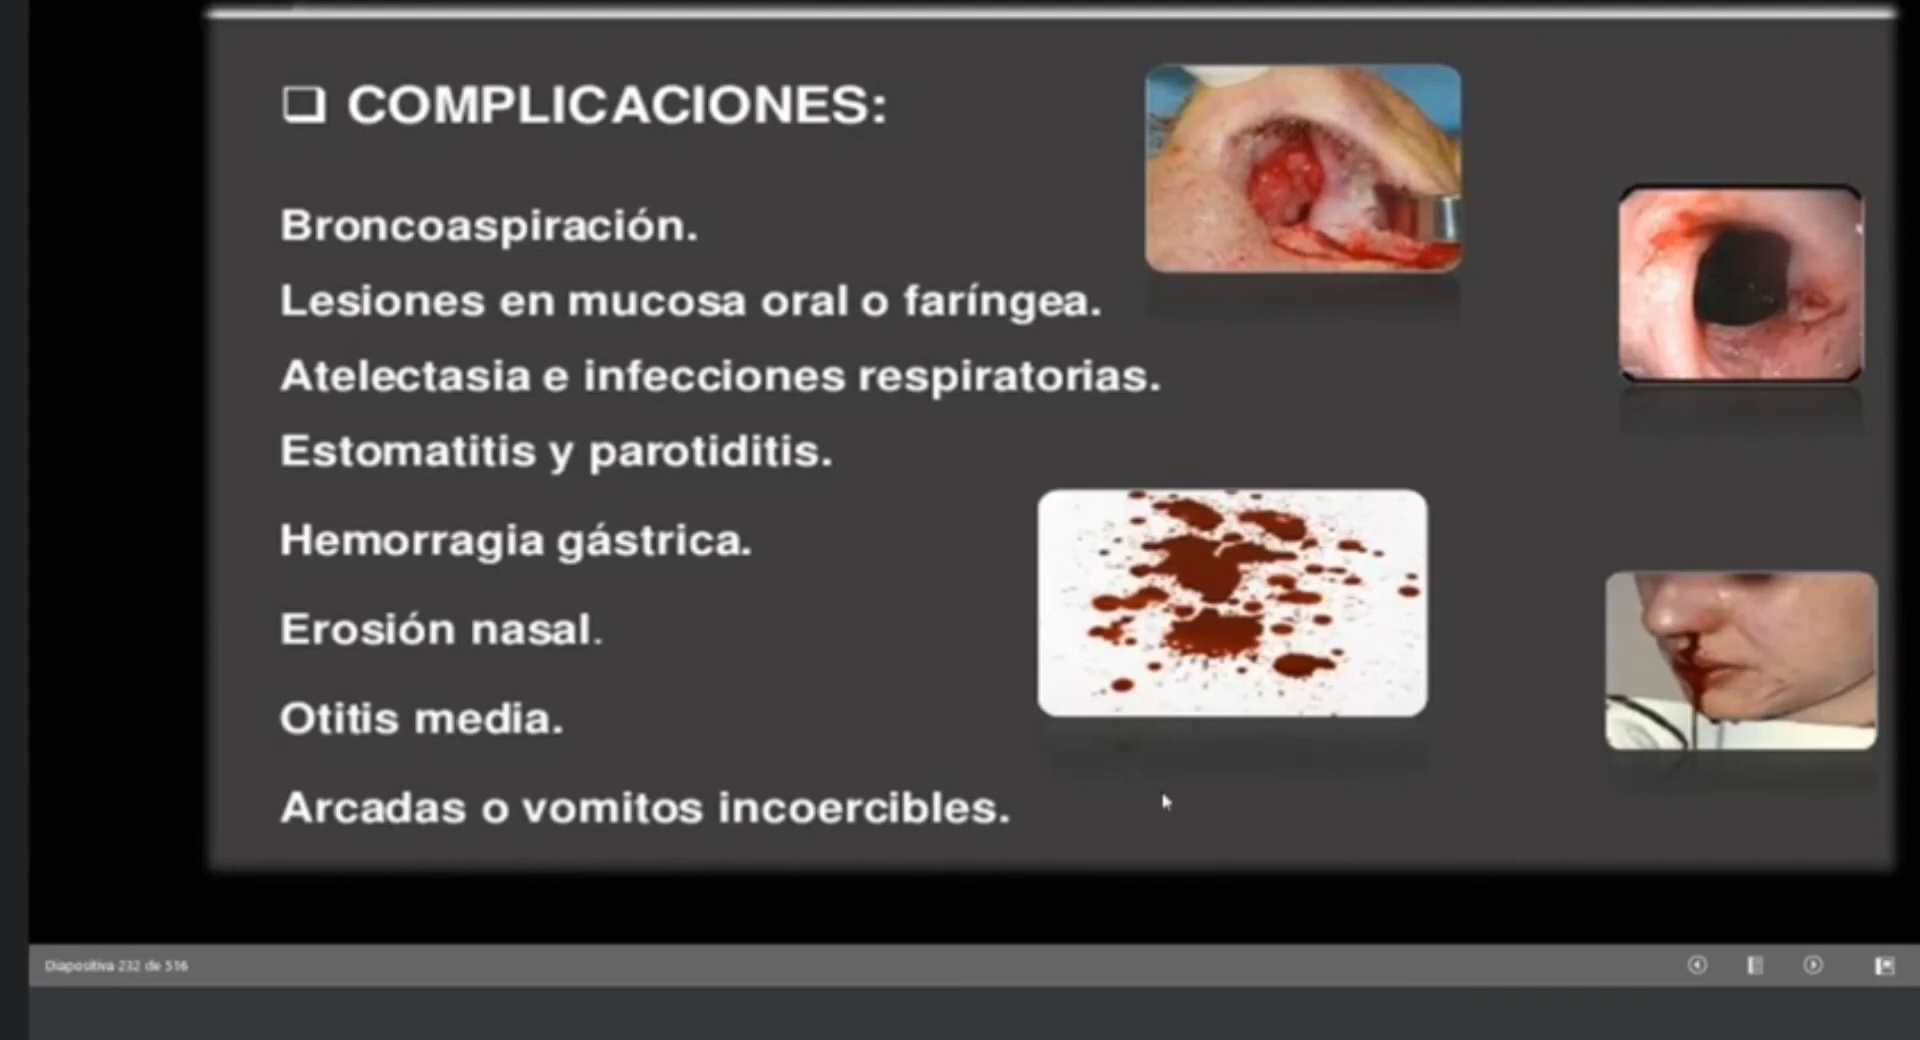 ❑ COMPLICACIONES:
Broncoaspiración.
Lesiones en mucosa oral o faríngea.
Atelectasia e infecciones respiratorias.
Estomatitis y parotiditis.
Hemorragia gástrica.
Erosión nasal.
Otitis media.
Arcadas o vomitos incoercibles.
Diapositiva 232 de 516